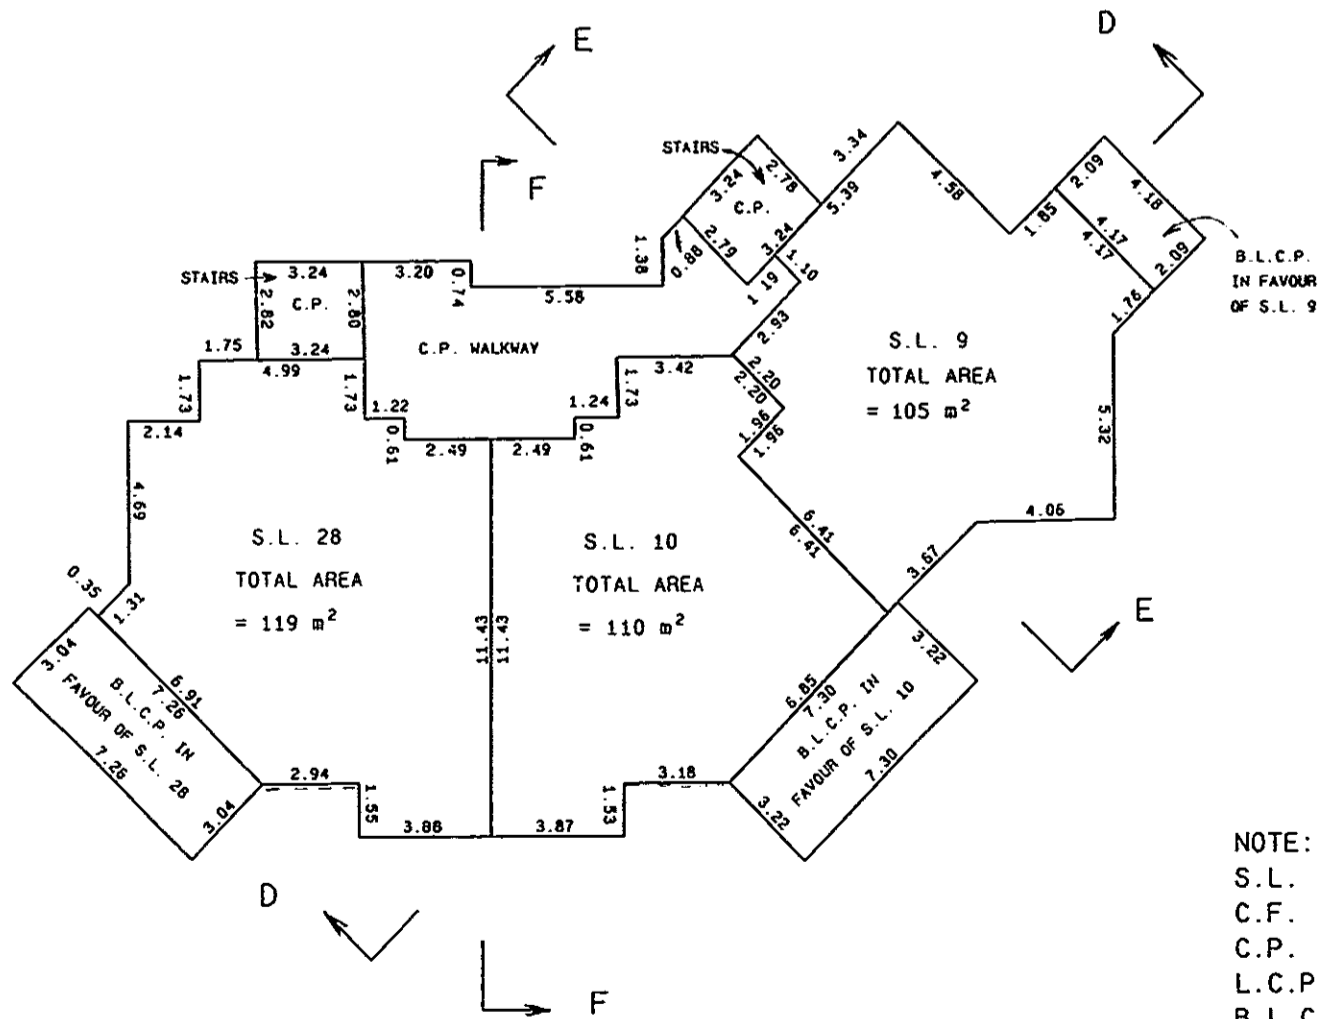 E
D
F
STAIRS
3.24
2.78
C.P.
2.79
3.24
5.39
3.34
4.58
1.85
2.09
4.18
4.17
4.17
2.09
1.76
B.L.C.P.
IN FAVOUR
OF S.L. 9
1.38
0.88
1.10
1.19
2.93
STAIRS
3.24
C.P.
2.82
2.80
3.24
3.20
0.74
5.58
C.P. WALKWAY
1.75
4.99
1.73
2.14
1.73
1.22
0.61
2.49
2.49
0.61
1.24
1.73
3.42
2.20
2.20
1.96
1.96
S.L. 9
TOTAL AREA
= 105 m²
5.32
4.06
3.67
6.41
6.41
4.69
S.L. 28
TOTAL AREA
= 119 m²
S.L. 10
TOTAL AREA
= 110 m²
11.43
11.43
0.35
1.31
3.04
6.91
7.26
B.L.C.P. IN
FAVOUR OF S.L. 28
7.26
3.04
2.94
1.55
3.86
3.87
1.53
3.18
6.85
7.30
B.L.C.P. IN
FAVOUR OF S.L. 10
7.30
3.22
3.22
E
D
F
NOTE:
S.L.
C.F.
C.P.
L.C.P
B.L.C